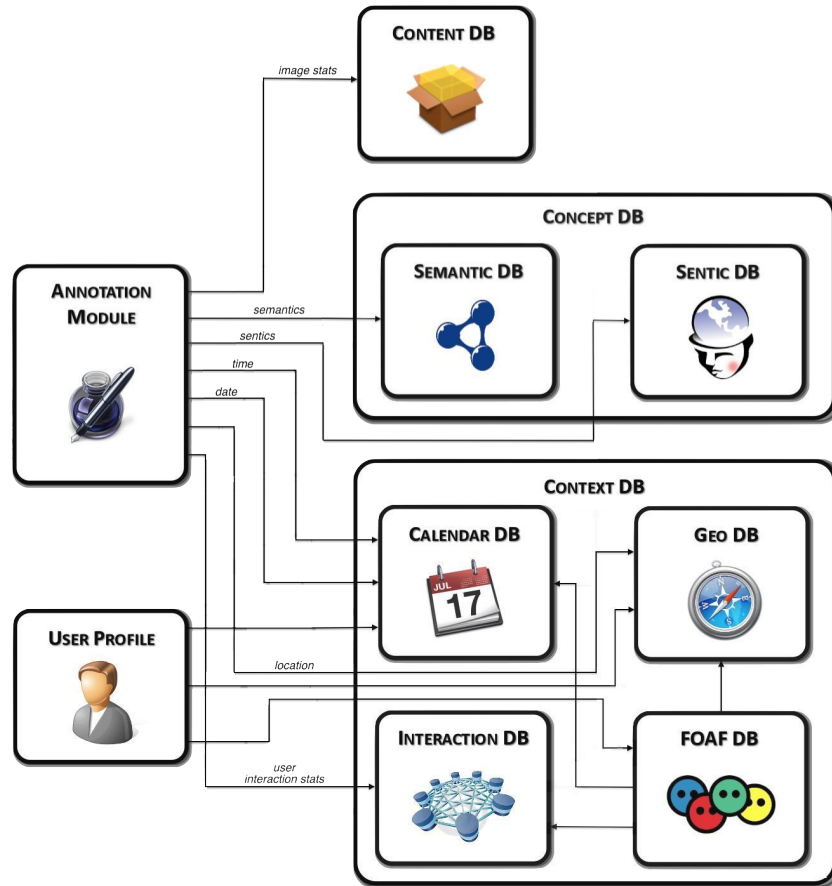 CONTENT DB
image stats
CONCEPT DB
SEMANTIC DB
SENTIC DB
ANNOTATION
MODULE
semantics
sentics
time
date
CONTEXT DB
CALENDAR DB
JUL
17
GEO DB
N
E
S
W
USER PROFILE
location
INTERACTION DB
FOAF DB
user
interaction stats